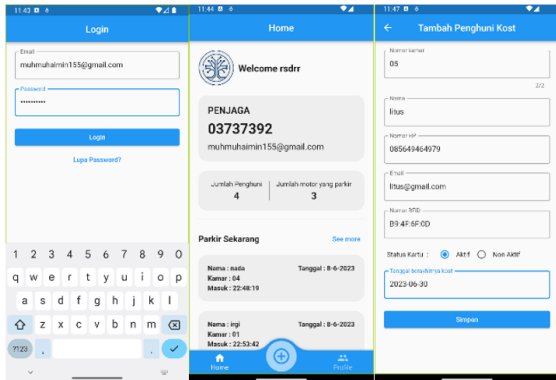 11:43
Login
Email
muhmuhaimin155@gmail.com
Password
Login
Lupa Password?
1 2 3 4 5 6 7 8 9 0
q w e r t y u i o p
a s d f g h j k l
z x c v b n m
?123 , .
11:44
Home
Welcome rsdrr
PENJAGA
03737392
muhmuhaimin155@gmail.com
Jumlah Penghuni
4
Jumlah motor yang parkir
3
Parkir Sekarang
See more
Nama : nada
Tanggal : 8-6-2023
Kamar : 04
Masuk : 22:48:19
Nama : irgi
Tanggal : 8-6-2023
Kamar : 01
Masuk : 22:53:42
Home
Profile
11:47
Tambah Penghuni Kost
Nomor kamar
05
2/2
Nama
litus
Nomor HP
085649464979
Email
litus@gmail.com
Nomor RFID
B9:4F:6F:0D
Status Kartu :
Aktif
Non Aktif
Tanggal berakhirnya kost
2023-06-30
Simpan